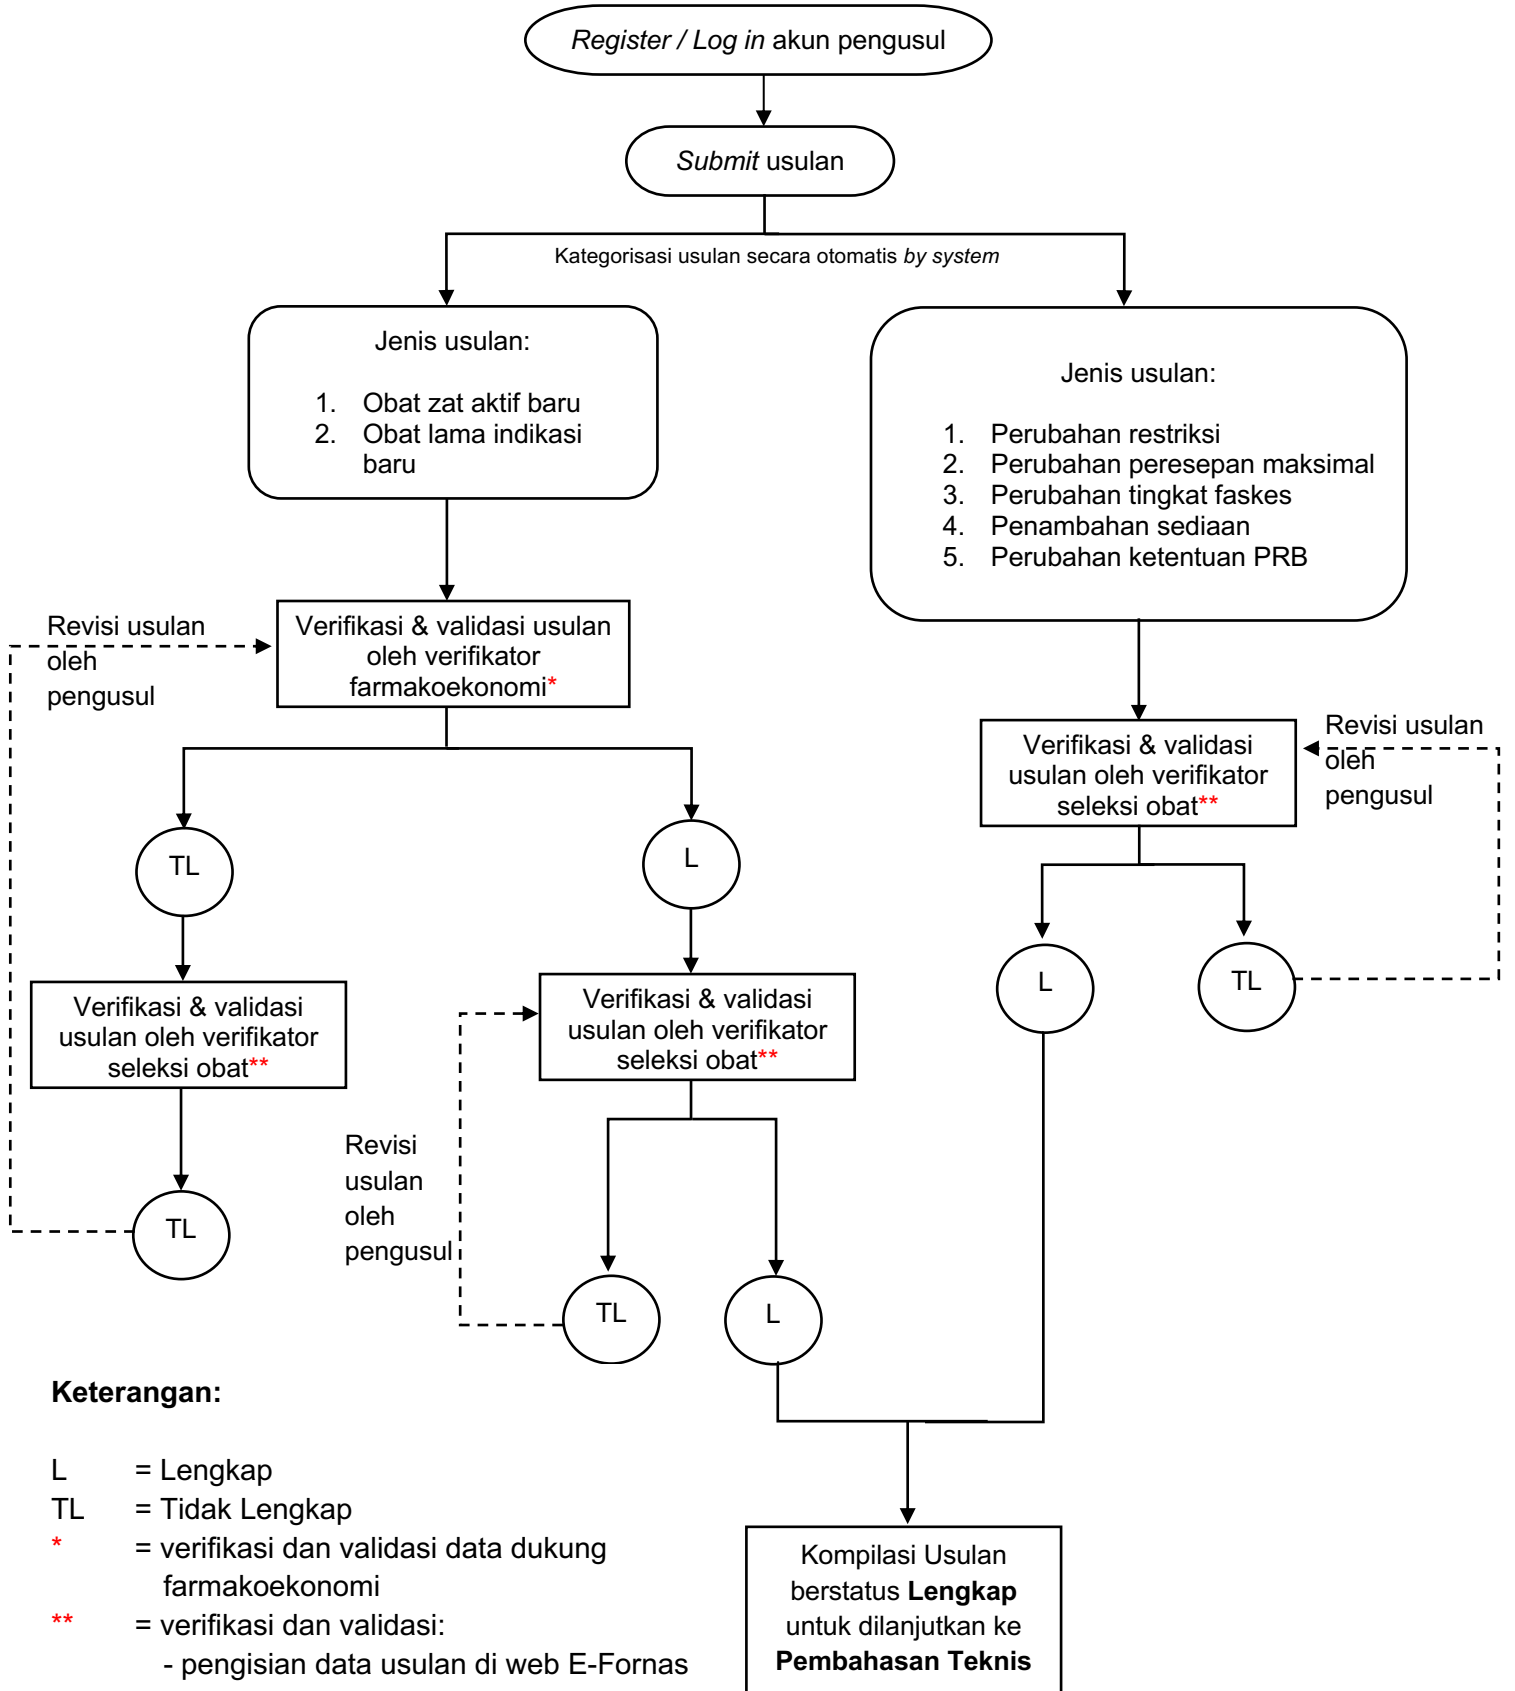 Register / Log in akun pengusul
Submit usulan
Kategorisasi usulan secara otomatis by system
Jenis usulan:
1. Obat zat aktif baru
2. Obat lama indikasi
baru
Jenis usulan:
1. Perubahan restriksi
2. Perubahan peresepan maksimal
3. Perubahan tingkat faskes
4. Penambahan sediaan
5. Perubahan ketentuan PRB
Revisi usulan
oleh
pengusul
Verifikasi & validasi usulan
oleh verifikator
farmakoekonomi*
Verifikasi & validasi
usulan oleh verifikator
seleksi obat**
Revisi usulan
oleh
pengusul
TL
L
L
TL
Verifikasi & validasi
usulan oleh verifikator
seleksi obat**
Verifikasi & validasi
usulan oleh verifikator
seleksi obat**
Revisi
usulan
oleh
pengusul
TL
TL
L
Keterangan:
L = Lengkap
TL = Tidak Lengkap
* = verifikasi dan validasi data dukung
farmakoekonomi
** = verifikasi dan validasi:
- pengisian data usulan di web E-Fornas
Kompilasi Usulan
berstatus Lengkap
untuk dilanjutkan ke
Pembahasan Teknis